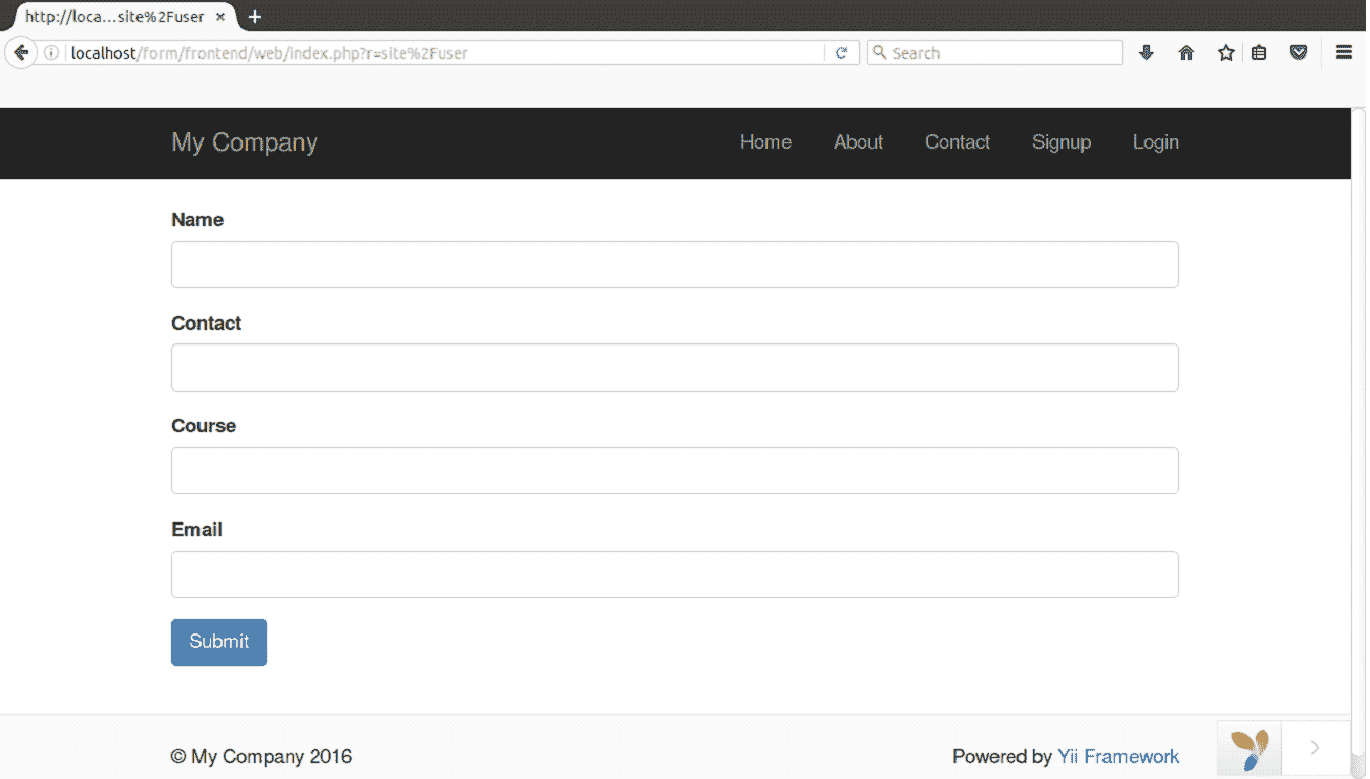 http://loca...site%2Fuser
localhost/form/frontend/web/index.php?r=site%2Fuser
Search
My Company
Home
About
Contact
Signup
Login
Name
Contact
Course
Email
Submit
© My Company 2016
Powered by Yii Framework